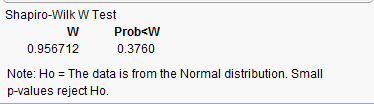 Shapiro-Wilk W Test
W Prob<W
0.956712 0.3760
Note: Ho = The data is from the Normal distribution. Small
p-values reject Ho.